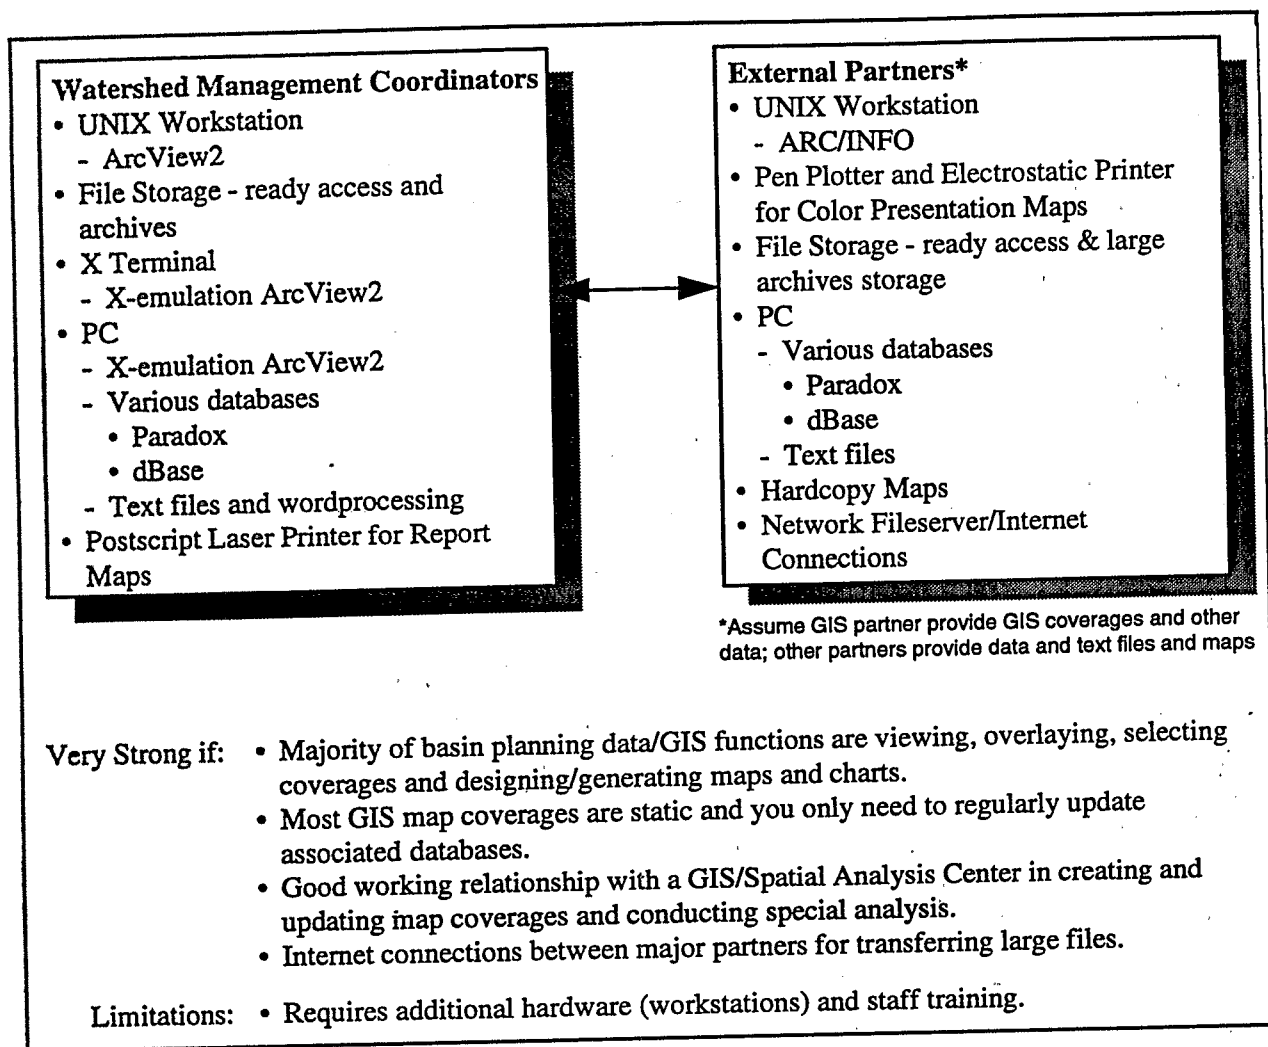 Watershed Management Coordinators
• UNIX Workstation
- ArcView2
• File Storage - ready access and
archives
• X Terminal
- X-emulation ArcView2
• PC
- X-emulation ArcView2
- Various databases
• Paradox
• dBase
- Text files and wordprocessing
• Postscript Laser Printer for Report
Maps
External Partners*
• UNIX Workstation
- ARC/INFO
• Pen Plotter and Electrostatic Printer
for Color Presentation Maps
• File Storage - ready access & large
archives storage
• PC
- Various databases
• Paradox
• dBase
- Text files
• Hardcopy Maps
• Network Fileserver/Internet
Connections
*Assume GIS partner provide GIS coverages and other
data; other partners provide data and text files and maps
Very Strong if: • Majority of basin planning data/GIS functions are viewing, overlaying, selecting
coverages and designing/generating maps and charts.
• Most GIS map coverages are static and you only need to regularly update
associated databases.
• Good working relationship with a GIS/Spatial Analysis Center in creating and
updating map coverages and conducting special analysis.
• Internet connections between major partners for transferring large files.
Limitations: • Requires additional hardware (workstations) and staff training.